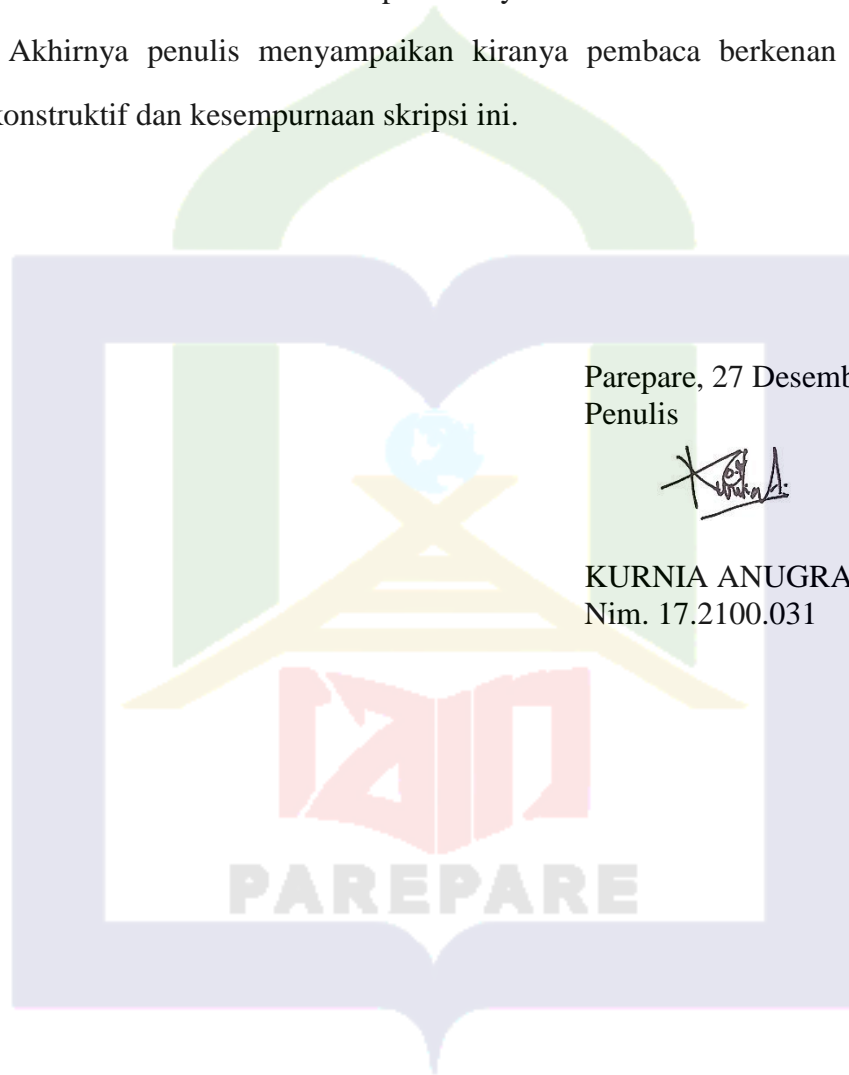 Akhirnya penulis menyampaikan kiranya pembaca berkenan
konstruktif dan kesempurnaan skripsi ini.
Parepare, 27 Desemb
Penulis
KURNIA ANUGRA
Nim. 17.2100.031
iain
PAREPARE